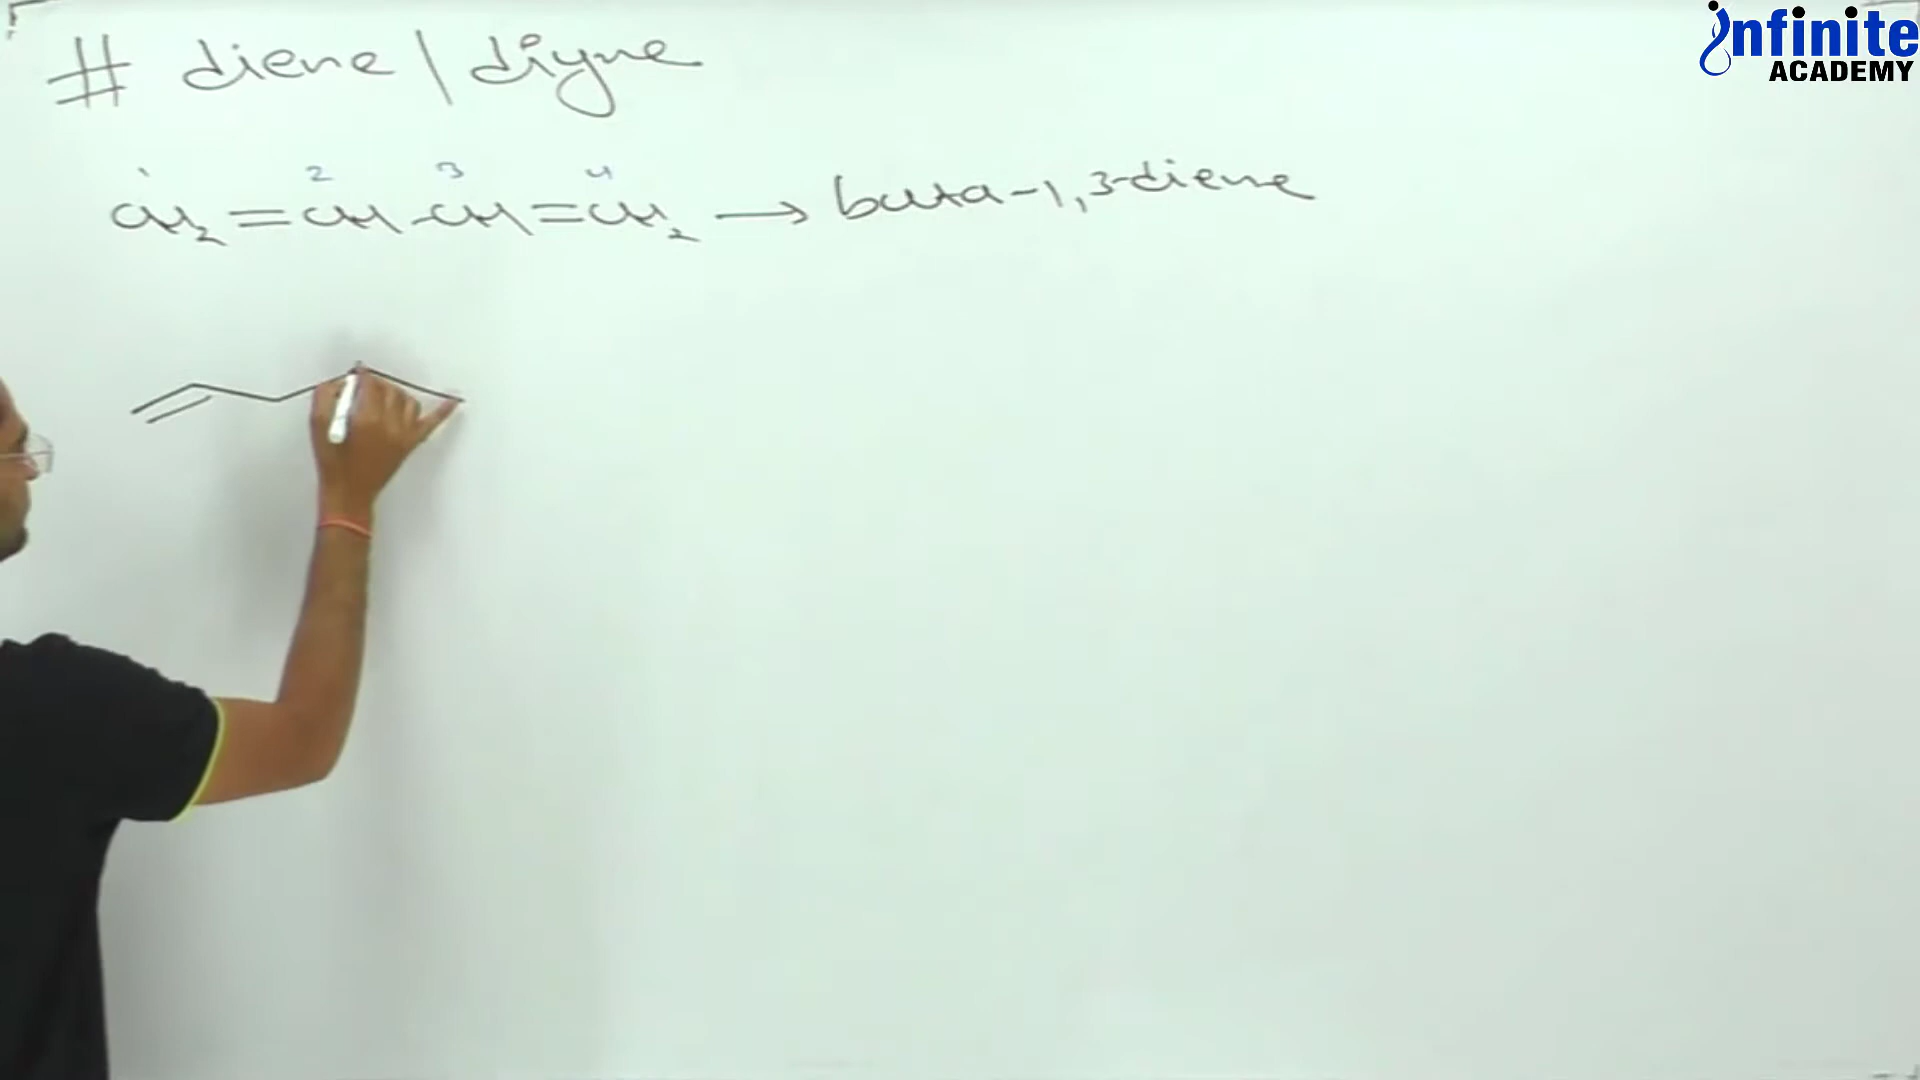 infinite
ACADEMY
# diene / diyne
1 2 3 4
CH2=CH-CH=CH2 → buta-1,3-diene